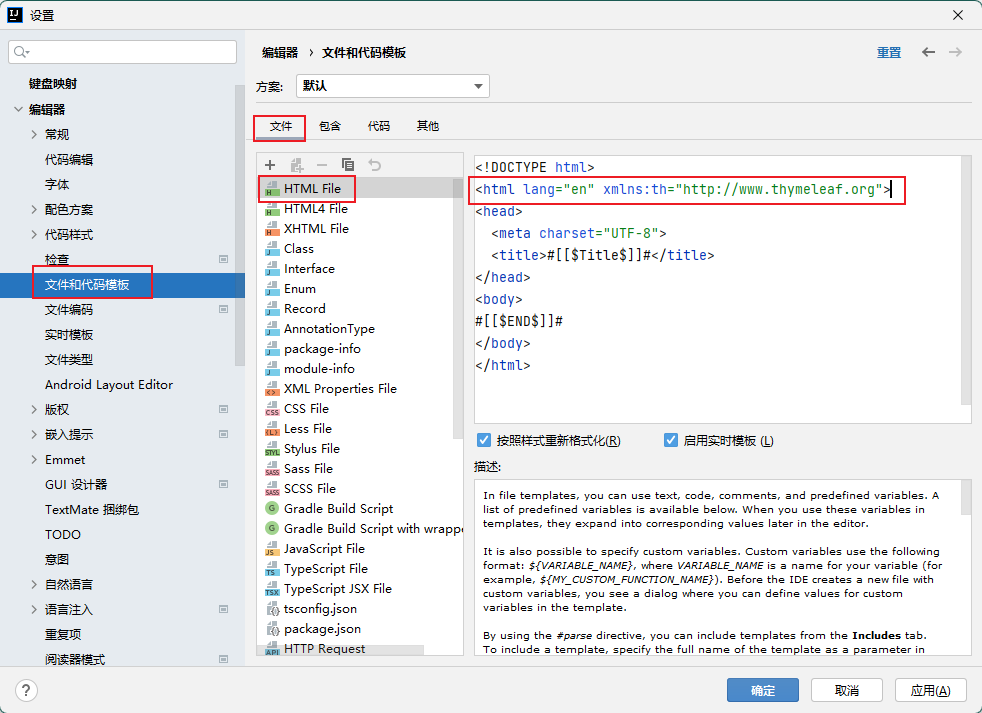 设置
键盘映射
编辑器
常规
代码编辑
字体
配色方案
代码样式
检查
文件和代码模板
文件编码
实时模板
文件类型
Android Layout Editor
版权
嵌入提示
Emmet
GUI 设计器
TextMate 捆绑包
TODO
意图
自然语言
语言注入
重复项
阅读器模式
编辑器 › 文件和代码模板
重置
方案: 默认
文件 包含 代码 其他
HTML File
HTML4 File
XHTML File
Class
Interface
Enum
Record
AnnotationType
package-info
module-info
XML Properties File
CSS File
Less File
Stylus File
Sass File
SCSS File
Gradle Build Script
Gradle Build Script with wrappe
JavaScript File
TypeScript File
TypeScript JSX File
tsconfig.json
package.json
HTTP Request
<!DOCTYPE html>
<html lang="en" xmlns:th="http://www.thymeleaf.org">
<head>
<meta charset="UTF-8">
<title>#[[$Title$]]#</title>
</head>
<body>
#[[$END$]]#
</body>
</html>
按照样式重新格式化(R) 启用实时模板 (L)
描述:
In file templates, you can use text, code, comments, and predefined variables. A
list of predefined variables is available below. When you use these variables in
templates, they expand into corresponding values later in the editor.
It is also possible to specify custom variables. Custom variables use the following
format: ${VARIABLE_NAME}, where VARIABLE_NAME is a name for your variable (for
example, ${MY_CUSTOM_FUNCTION_NAME}). Before the IDE creates a new file with
custom variables, you see a dialog where you can define values for custom
variables in the template.
By using the #parse directive, you can include templates from the Includes tab.
To include a template, specify the full name of the template as a parameter in
? 确定 取消 应用(A)